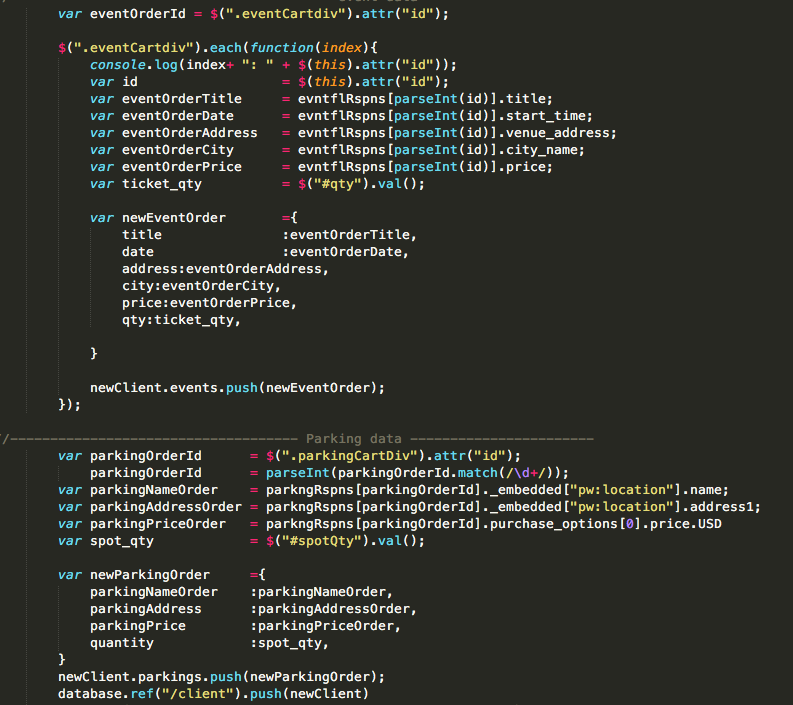 var eventOrderId = $(".eventCartdiv").attr("id");
$(".eventCartdiv").each(function(index){
console.log(index+ ": " + $(this).attr("id"));
var id = $(this).attr("id");
var eventOrderTitle = evntflRspns[parseInt(id)].title;
var eventOrderDate = evntflRspns[parseInt(id)].start_time;
var eventOrderAddress = evntflRspns[parseInt(id)].venue_address;
var eventOrderCity = evntflRspns[parseInt(id)].city_name;
var eventOrderPrice = evntflRspns[parseInt(id)].price;
var ticket_qty = $("#qty").val();
var newEventOrder ={
title :eventOrderTitle,
date :eventOrderDate,
address:eventOrderAddress,
city:eventOrderCity,
price:eventOrderPrice,
qty:ticket_qty,
}
newClient.events.push(newEventOrder);
});
/------------------------------------ Parking data -----------------------
var parkingOrderId = $(".parkingCartDiv").attr("id");
parkingOrderId = parseInt(parkingOrderId.match(/\d+/));
var parkingNameOrder = parkngRspns[parkingOrderId]._embedded["pw:location"].name;
var parkingAddressOrder = parkngRspns[parkingOrderId]._embedded["pw:location"].address1;
var parkingPriceOrder = parkngRspns[parkingOrderId].purchase_options[0].price.USD
var spot_qty = $("#spotQty").val();
var newParkingOrder ={
parkingNameOrder :parkingNameOrder,
parkingAddress :parkingAddressOrder,
parkingPrice :parkingPriceOrder,
quantity :spot_qty,
}
newClient.parkings.push(newParkingOrder);
database.ref("/client").push(newClient)